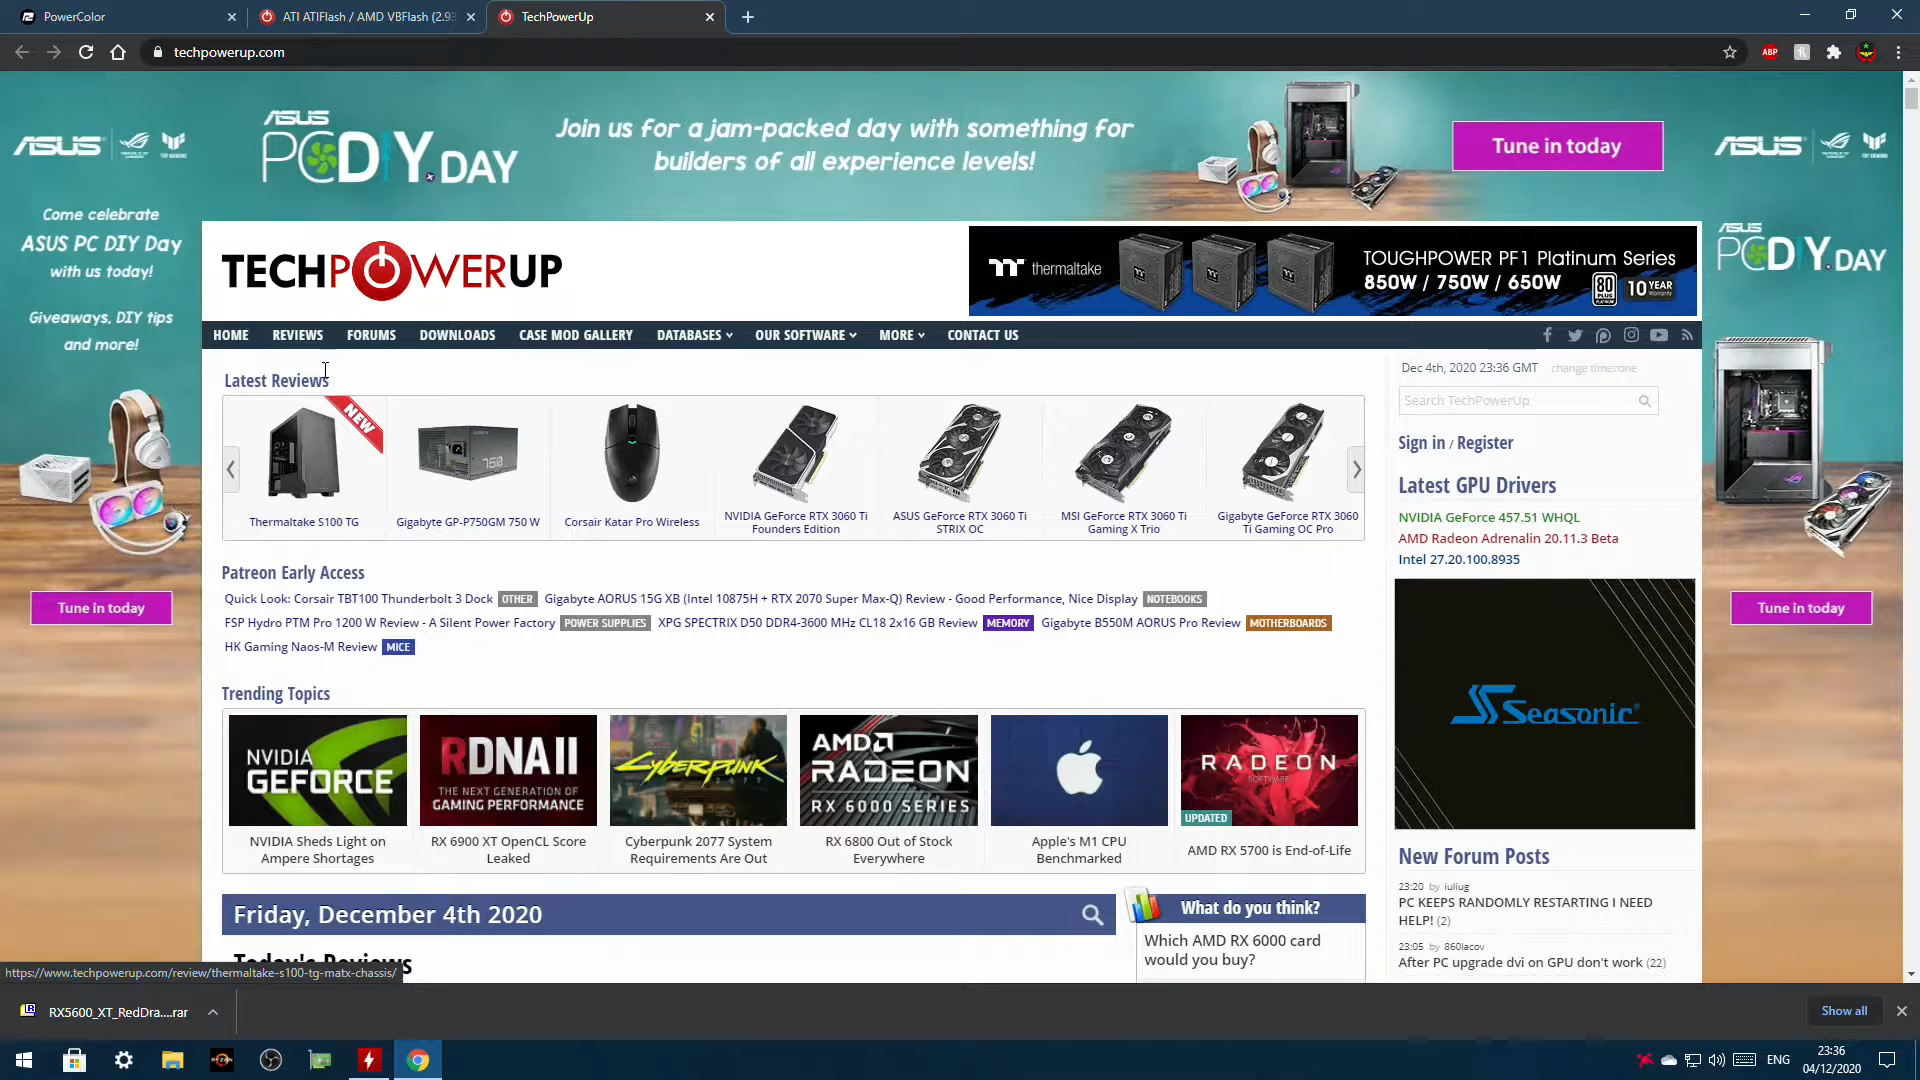 PowerColor
ATI ATIFlash / AMD VBFlash (2.93
TechPowerUp
techpowerup.com
ABP
ASUS
ASUS
PCDIY.DAY
Join us for a jam-packed day with something for
builders of all experience levels!
Tune in today
ASUS
Come celebrate
ASUS PC DIY Day
with us today!
Giveaways, DIY tips
and more!
Tune in today
ASUS
PCDIY.DAY
Tune in today
TECHPOWERUP
thermaltake
TOUGHPOWER PF1 Platinum Series
850W / 750W / 650W
80
PLUS
PLATINUM
10 YEAR
Warranty
HOME
REVIEWS
FORUMS
DOWNLOADS
CASE MOD GALLERY
DATABASES
OUR SOFTWARE
MORE
CONTACT US
Latest Reviews
NEW
750
Thermaltake S100 TG
Gigabyte GP-P750GM 750 W
Corsair Katar Pro Wireless
NVIDIA GeForce RTX 3060 Ti
Founders Edition
ASUS GeForce RTX 3060 Ti
STRIX OC
MSI GeForce RTX 3060 Ti
Gaming X Trio
Gigabyte GeForce RTX 3060
Ti Gaming OC Pro
Patreon Early Access
Quick Look: Corsair TBT100 Thunderbolt 3 Dock OTHER Gigabyte AORUS 15G XB (Intel 10875H + RTX 2070 Super Max-Q) Review - Good Performance, Nice Display NOTEBOOKS
FSP Hydro PTM Pro 1200 W Review - A Silent Power Factory POWER SUPPLIES XPG SPECTRIX D50 DDR4-3600 MHz CL18 2x16 GB Review MEMORY Gigabyte B550M AORUS Pro Review MOTHERBOARDS
HK Gaming Naos-M Review MICE
Trending Topics
NVIDIA
GEFORCE
NVIDIA Sheds Light on
Ampere Shortages
RDNA II
THE NEXT GENERATION OF
GAMING PERFORMANCE
RX 6900 XT OpenCL Score
Leaked
Cyberpunk
2077
Cyberpunk 2077 System
Requirements Are Out
AMD
RADEON
RX 6000 SERIES
RX 6800 Out of Stock
Everywhere
Apple's M1 CPU
Benchmarked
RADEON
SOFTWARE
UPDATED
AMD RX 5700 is End-of-Life
Friday, December 4th 2020
Today's Reviews
What do you think?
Which AMD RX 6000 card
would you buy?
Dec 4th, 2020 23:36 GMT change timezone
Search TechPowerUp
Sign in / Register
Latest GPU Drivers
NVIDIA GeForce 457.51 WHQL
AMD Radeon Adrenalin 20.11.3 Beta
Intel 27.20.100.8935
Seasonic
New Forum Posts
23:20 by iuliug
PC KEEPS RANDOMLY RESTARTING I NEED
HELP! (2)
23:05 by 860lacov
After PC upgrade dvi on GPU don't work (22)
https://www.techpowerup.com/review/thermaltake-s100-tg-matx-chassis/
RX5600_XT_RedDra....rar
Show all
RYZEN
ENG
23:36
04/12/2020